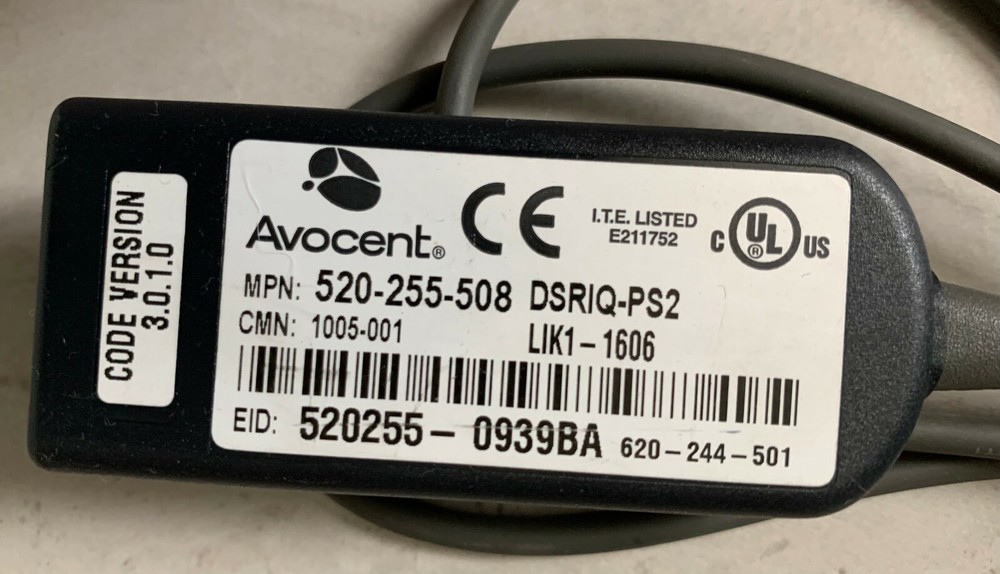 CODE VERSION
3.0.1.0
Avocent®
CE
I.T.E. LISTED
E211752
C UL® US
MPN: 520-255-508 DSRIQ-PS2
CMN: 1005-001 LIK1-1606
EID: 520255-0939BA 620-244-501